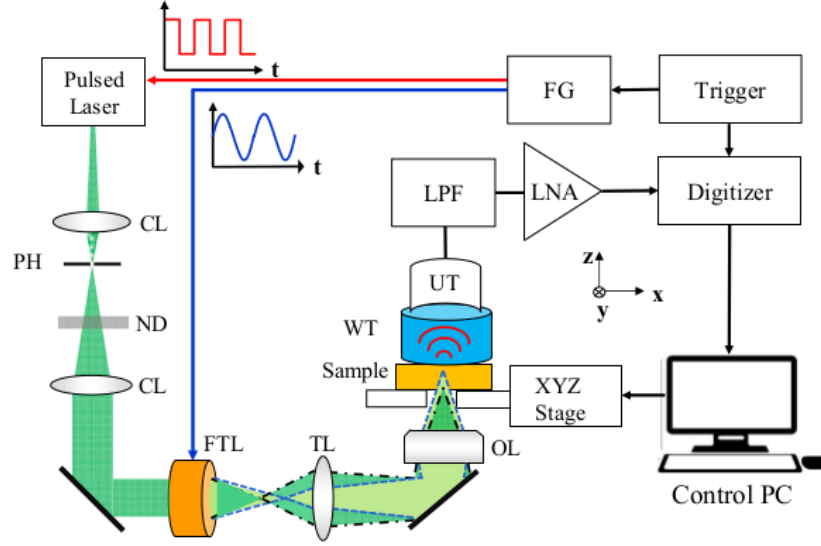 t
Pulsed
Laser
FG
Trigger
t
LPF
LNA
Digitizer
CL
PH
UT
z
x
y
ND
WT
CL
Sample
XYZ
Stage
FTL
TL
OL
Control PC